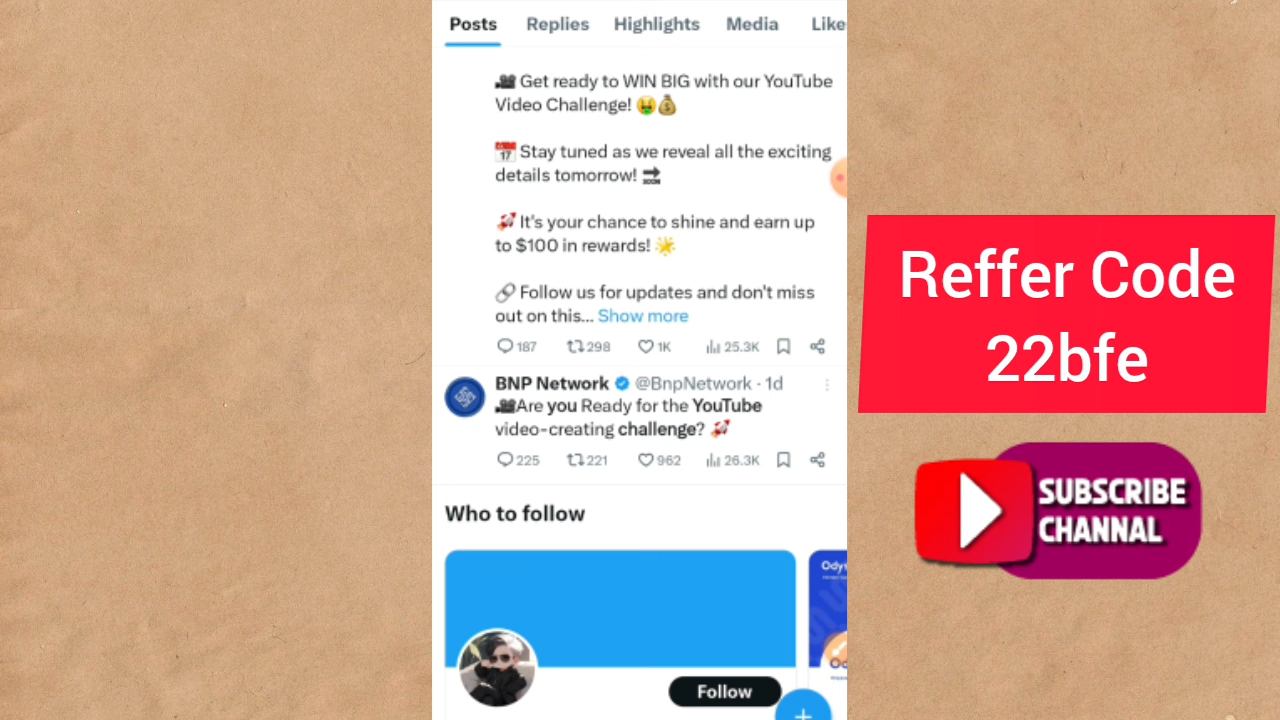 Posts Replies Highlights Media Like
🎥 Get ready to WIN BIG with our YouTube
Video Challenge! 🤑💰
📅 Stay tuned as we reveal all the exciting
details tomorrow! 🔜
🚀 It's your chance to shine and earn up
to $100 in rewards! 🌟
🔗 Follow us for updates and don't miss
out on this... Show more
187 298 1K 25.3K
BNP Network @BnpNetwork · 1d
🎥Are you Ready for the YouTube
video-creating challenge? 🚀
225 221 962 26.3K
Who to follow
Follow
Reffer Code
22bfe
SUBSCRIBE
CHANNAL